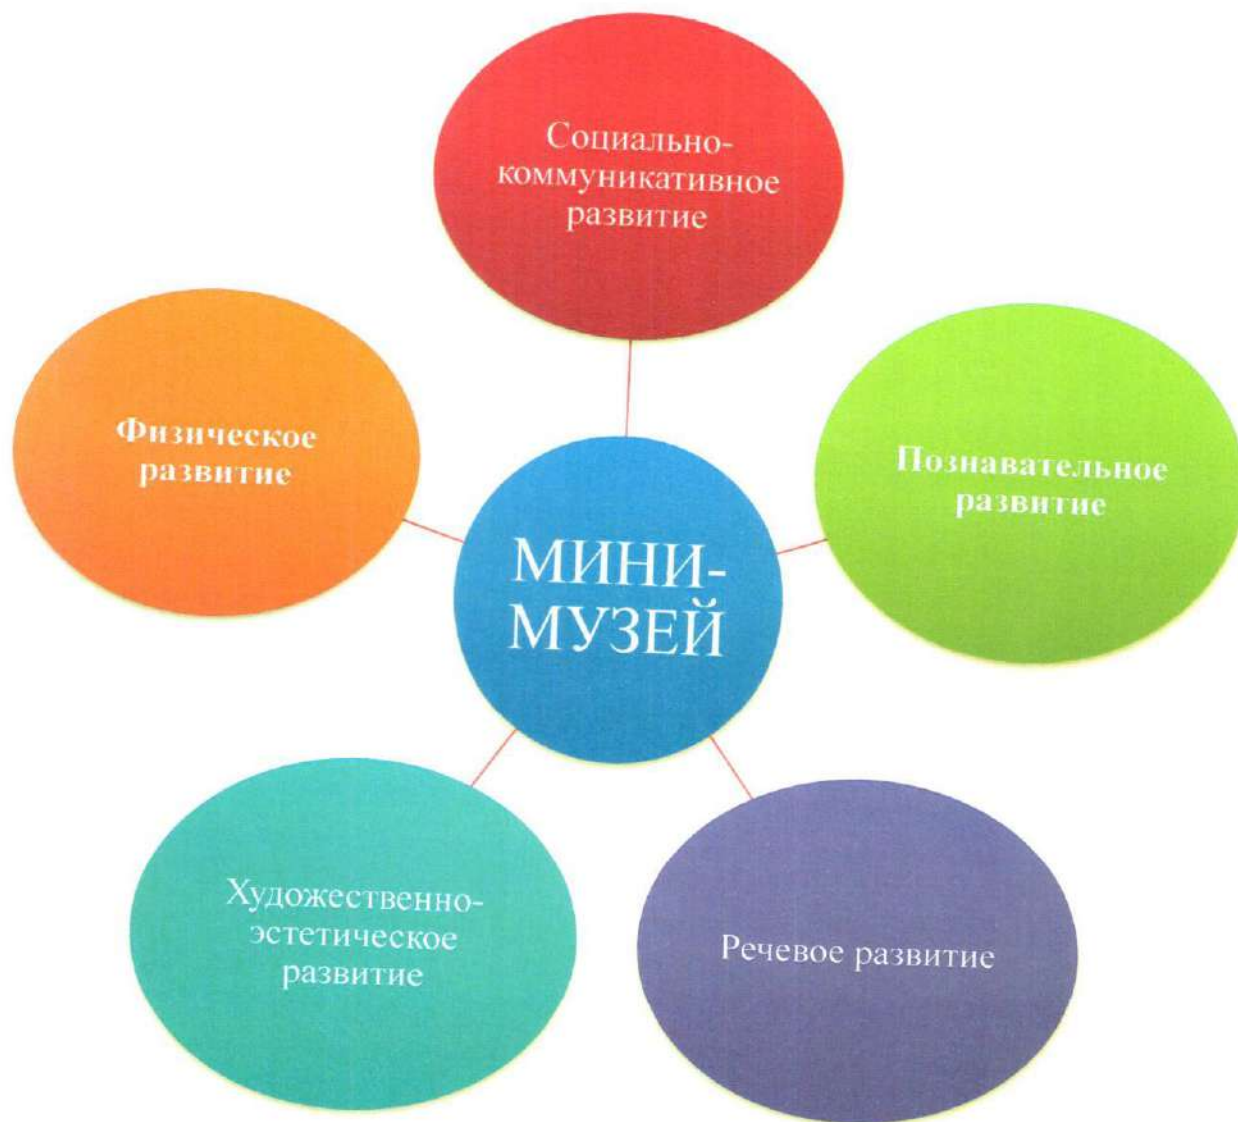 Социально-
коммуникативное
развитие
Физическое
развитие
Познавательное
развитие
МИНИ-
МУЗЕЙ
Художественно-
эстетическое
развитие
Речевое развитие